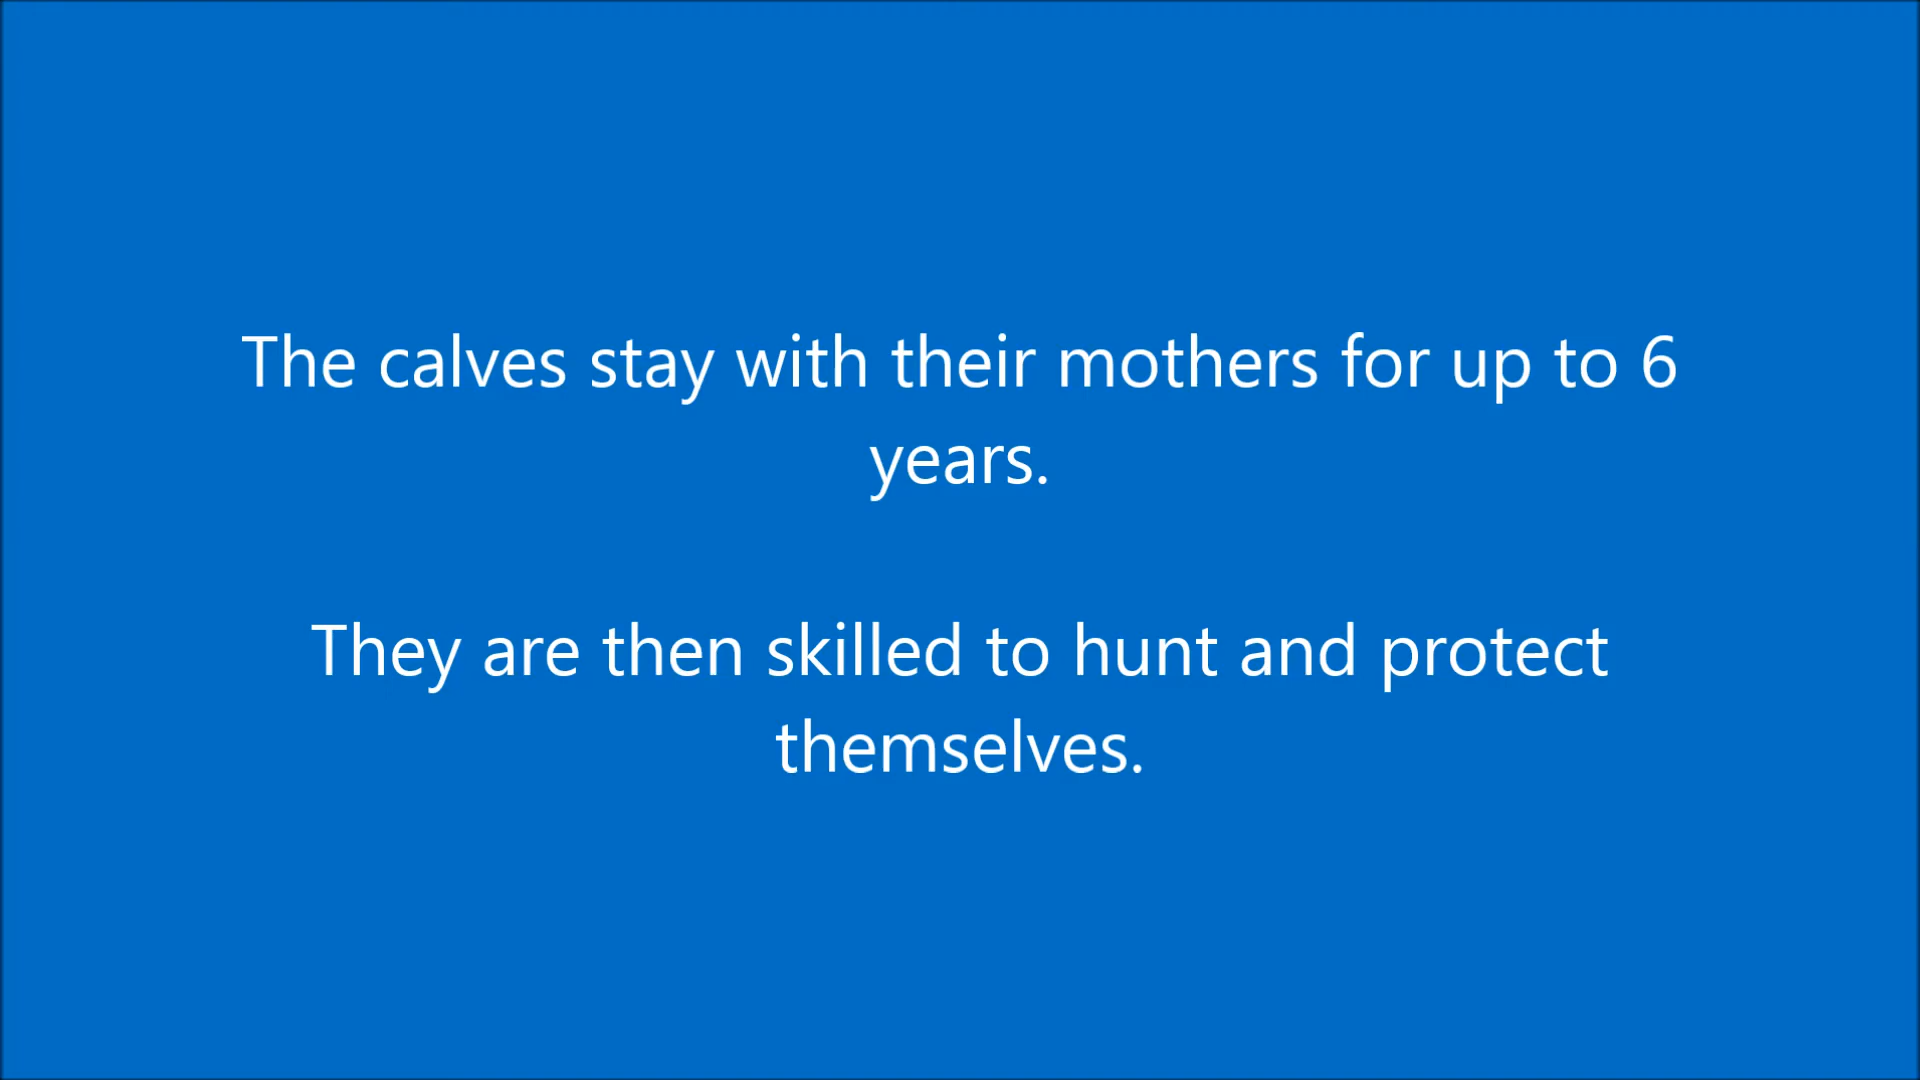 The calves stay with their mothers for up to 6
years.
They are then skilled to hunt and protect
themselves.